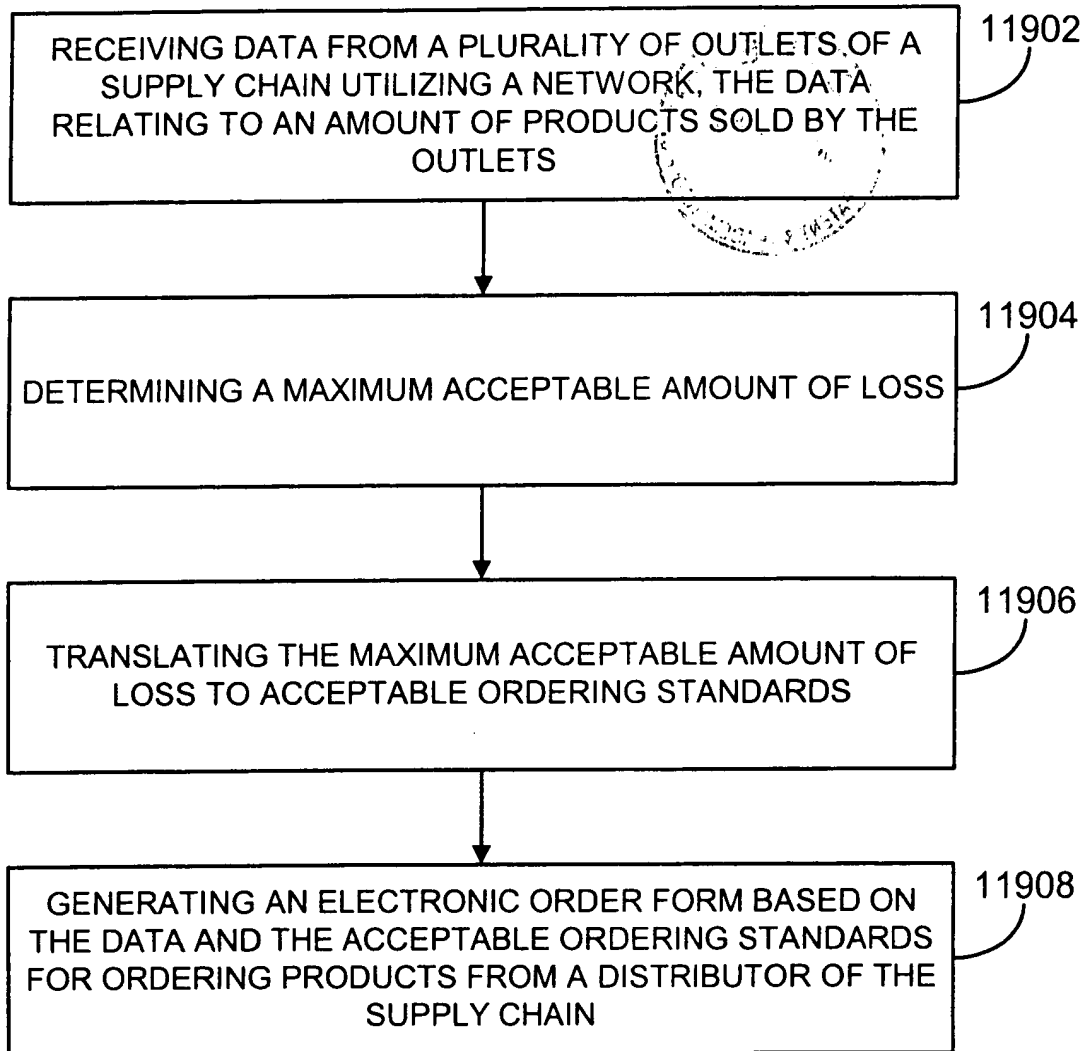 RECEIVING DATA FROM A PLURALITY OF OUTLETS OF A
SUPPLY CHAIN UTILIZING A NETWORK, THE DATA
RELATING TO AN AMOUNT OF PRODUCTS SOLD BY THE
OUTLETS
11902
DETERMINING A MAXIMUM ACCEPTABLE AMOUNT OF LOSS
11904
TRANSLATING THE MAXIMUM ACCEPTABLE AMOUNT OF
LOSS TO ACCEPTABLE ORDERING STANDARDS
11906
GENERATING AN ELECTRONIC ORDER FORM BASED ON
THE DATA AND THE ACCEPTABLE ORDERING STANDARDS
FOR ORDERING PRODUCTS FROM A DISTRIBUTOR OF THE
SUPPLY CHAIN
11908